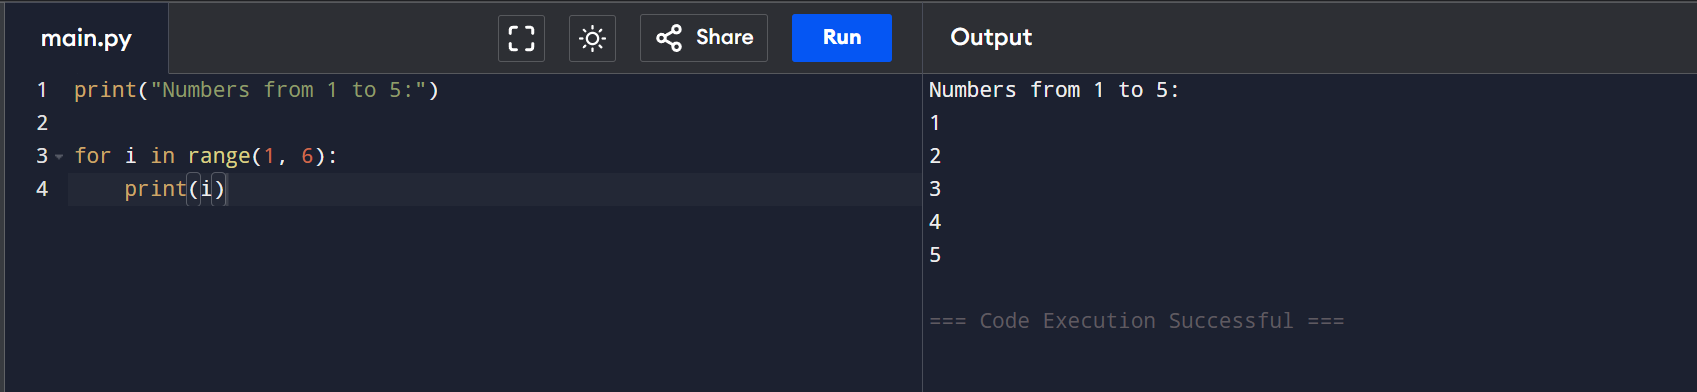 main.py
Share
Run
Output
1 print("Numbers from 1 to 5:")
2
3 for i in range(1, 6):
4     print(i)
Numbers from 1 to 5:
1
2
3
4
5
=== Code Execution Successful ===